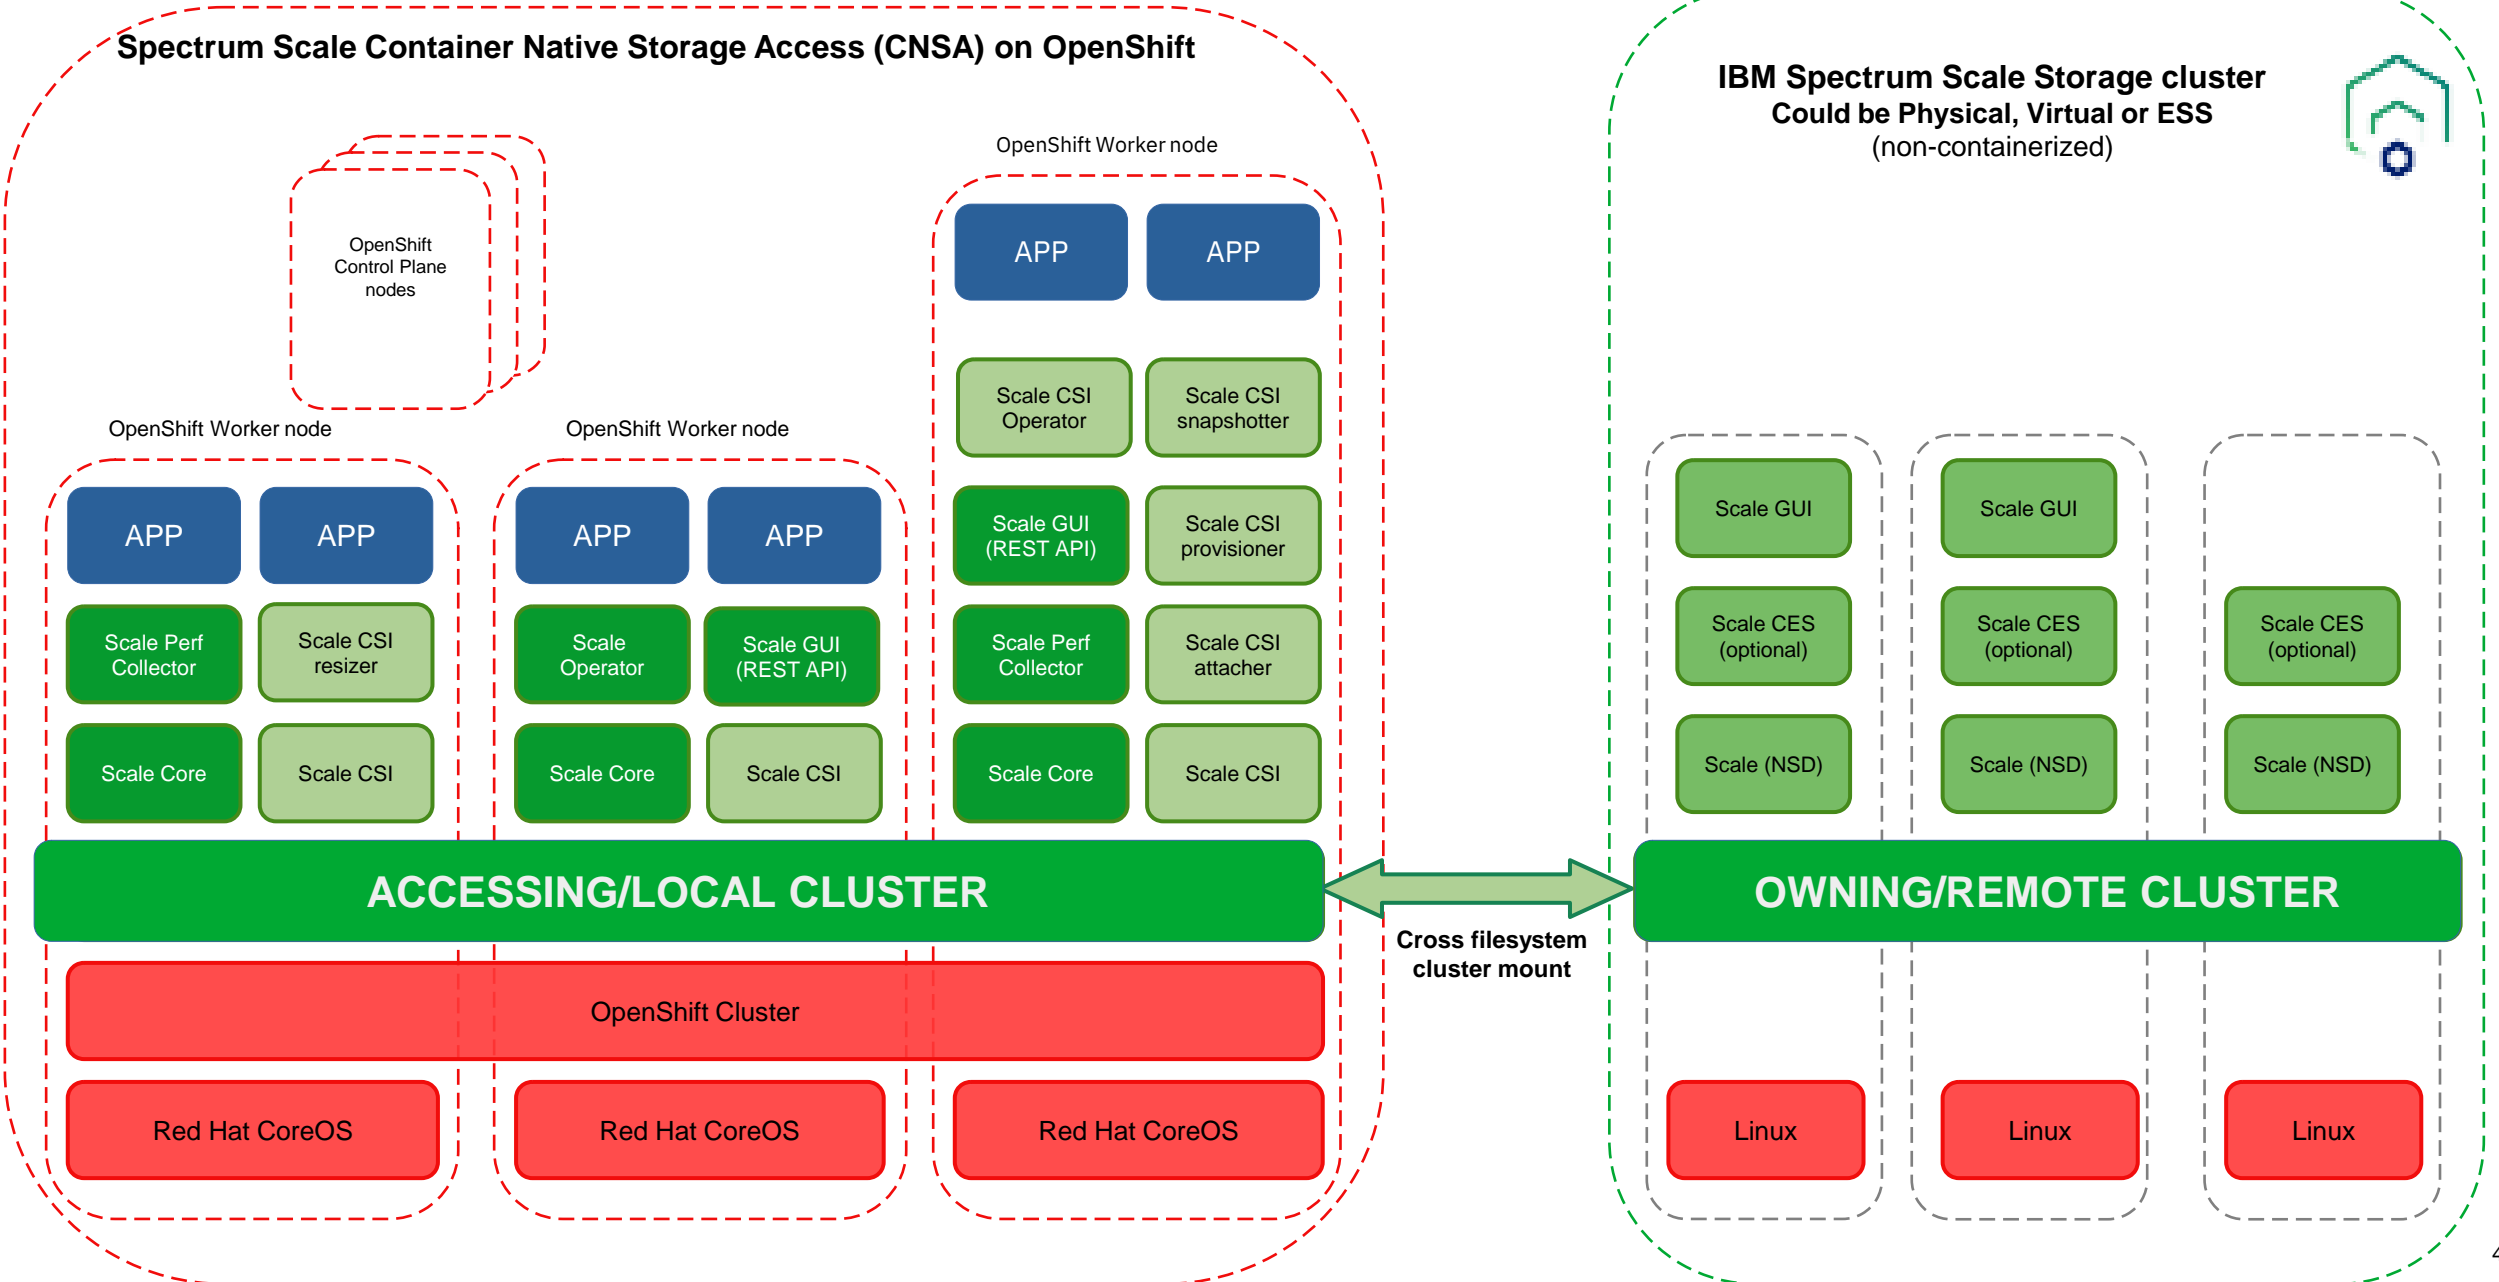 Spectrum Scale Container Native Storage Access (CNSA) on OpenShift
OpenShift
Control Plane
nodes
OpenShift Worker node
APP
APP
Scale Perf
Collector
Scale CSI
resizer
Scale Core
Scale CSI
OpenShift Worker node
APP
APP
Scale
Operator
Scale GUI
(REST API)
Scale Core
Scale CSI
OpenShift Worker node
APP
APP
Scale CSI
Operator
Scale CSI
snapshotter
Scale GUI
(REST API)
Scale CSI
provisioner
Scale Perf
Collector
Scale CSI
attacher
Scale Core
Scale CSI
ACCESSING/LOCAL CLUSTER
OpenShift Cluster
Red Hat CoreOS
Red Hat CoreOS
Red Hat CoreOS
Cross filesystem
cluster mount
IBM Spectrum Scale Storage cluster
Could be Physical, Virtual or ESS
(non-containerized)
Scale GUI
Scale GUI
Scale CES
(optional)
Scale CES
(optional)
Scale CES
(optional)
Scale (NSD)
Scale (NSD)
Scale (NSD)
OWNING/REMOTE CLUSTER
Linux
Linux
Linux